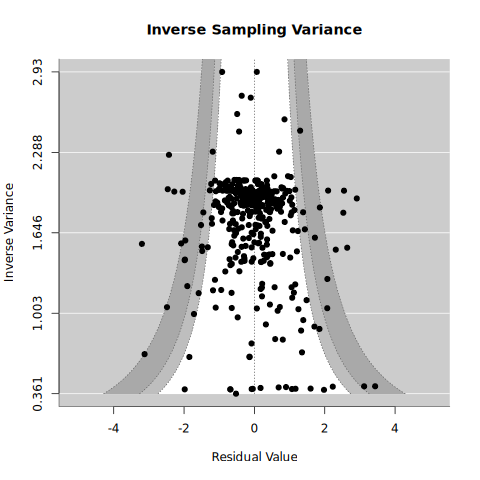 Inverse Sampling Variance
Inverse Variance
2.93
2.288
1.646
1.003
0.361
-4 -2 0 2 4
Residual Value